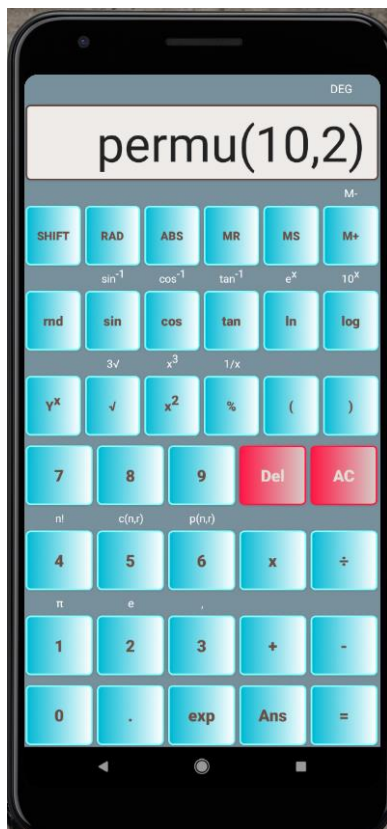 DEG
permu(10,2)
M-
SHIFT RAD ABS MR MS M+
sin-1 cos-1 tan-1 eX 10X
rnd sin cos tan ln log
3√ x3 1/x
YX √ x2 % ( )
7 8 9 Del AC
n! c(n,r) p(n,r)
4 5 6 x ÷
π e ,
1 2 3 + -
0 . exp Ans =